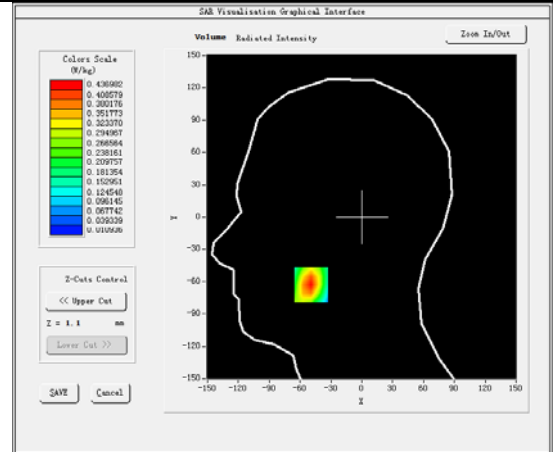 SAR Visualisation Graphical Interface
Volume Radiated Intensity
Zoom In/Out
Colors Scale
(W/kg)
0.436982
0.408579
0.380176
0.351773
0.323370
0.294967
0.266564
0.238161
0.209757
0.181354
0.152951
0.124548
0.096145
0.067742
0.039339
0.010936
Z-Cuts Control
<< Upper Cut
Z = 1.1 mm
Lower Cut >>
SAVE
Cancel
150
120
90
60
30
0
-30
-60
-90
-120
-150
Y
-150 -120 -90 -60 -30 0 30 60 90 120 150
X